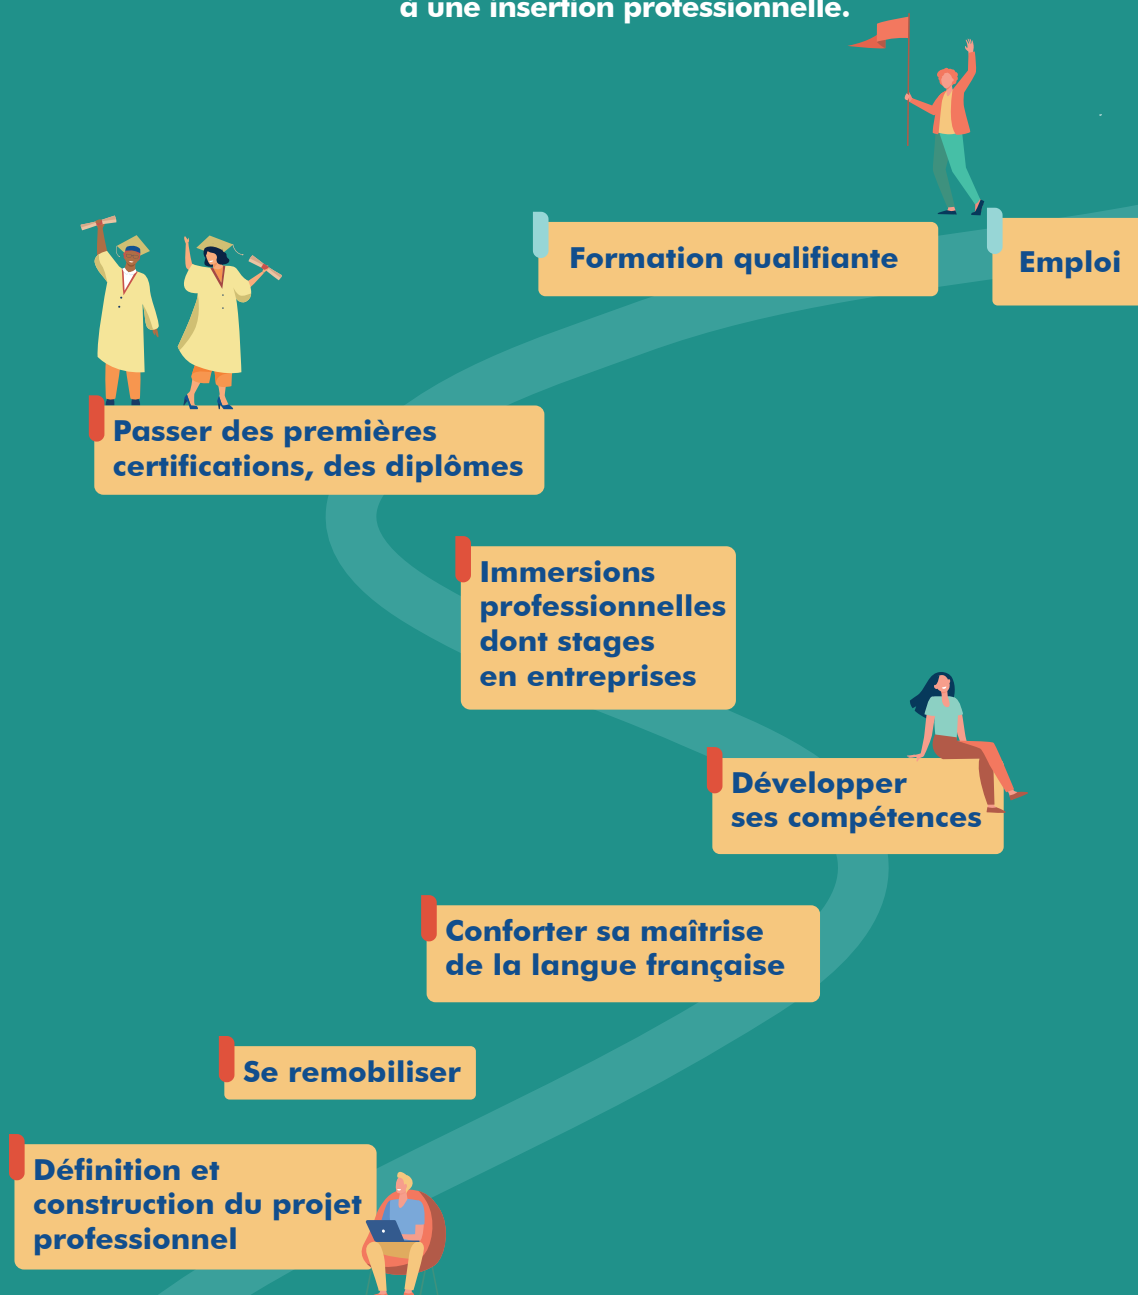 à une insertion professionnelle.
Formation qualifiante
Emploi
Passer des premières
certifications, des diplômes
Immersions
professionnelles
dont stages
en entreprises
Développer
ses compétences
Conforter sa maîtrise
de la langue française
Se remobiliser
Définition et
construction du projet
professionnel